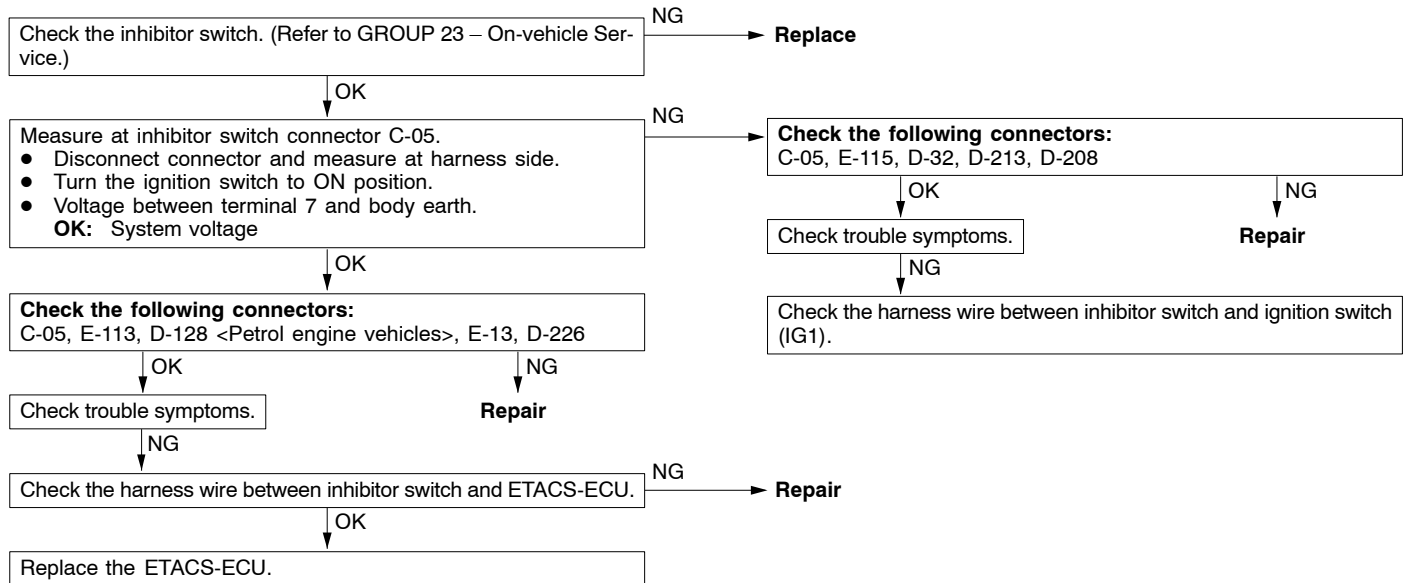 Check the inhibitor switch. (Refer to GROUP 23 – On-vehicle Ser-
vice.)
NG
Replace
OK
Measure at inhibitor switch connector C-05.
● Disconnect connector and measure at harness side.
● Turn the ignition switch to ON position.
● Voltage between terminal 7 and body earth.
OK: System voltage
NG
Check the following connectors:
C-05, E-115, D-32, D-213, D-208
OK
NG
Check trouble symptoms.
Repair
NG
Check the harness wire between inhibitor switch and ignition switch
(IG1).
OK
Check the following connectors:
C-05, E-113, D-128 <Petrol engine vehicles>, E-13, D-226
OK
NG
Check trouble symptoms.
Repair
NG
Check the harness wire between inhibitor switch and ETACS-ECU.
NG
Repair
OK
Replace the ETACS-ECU.